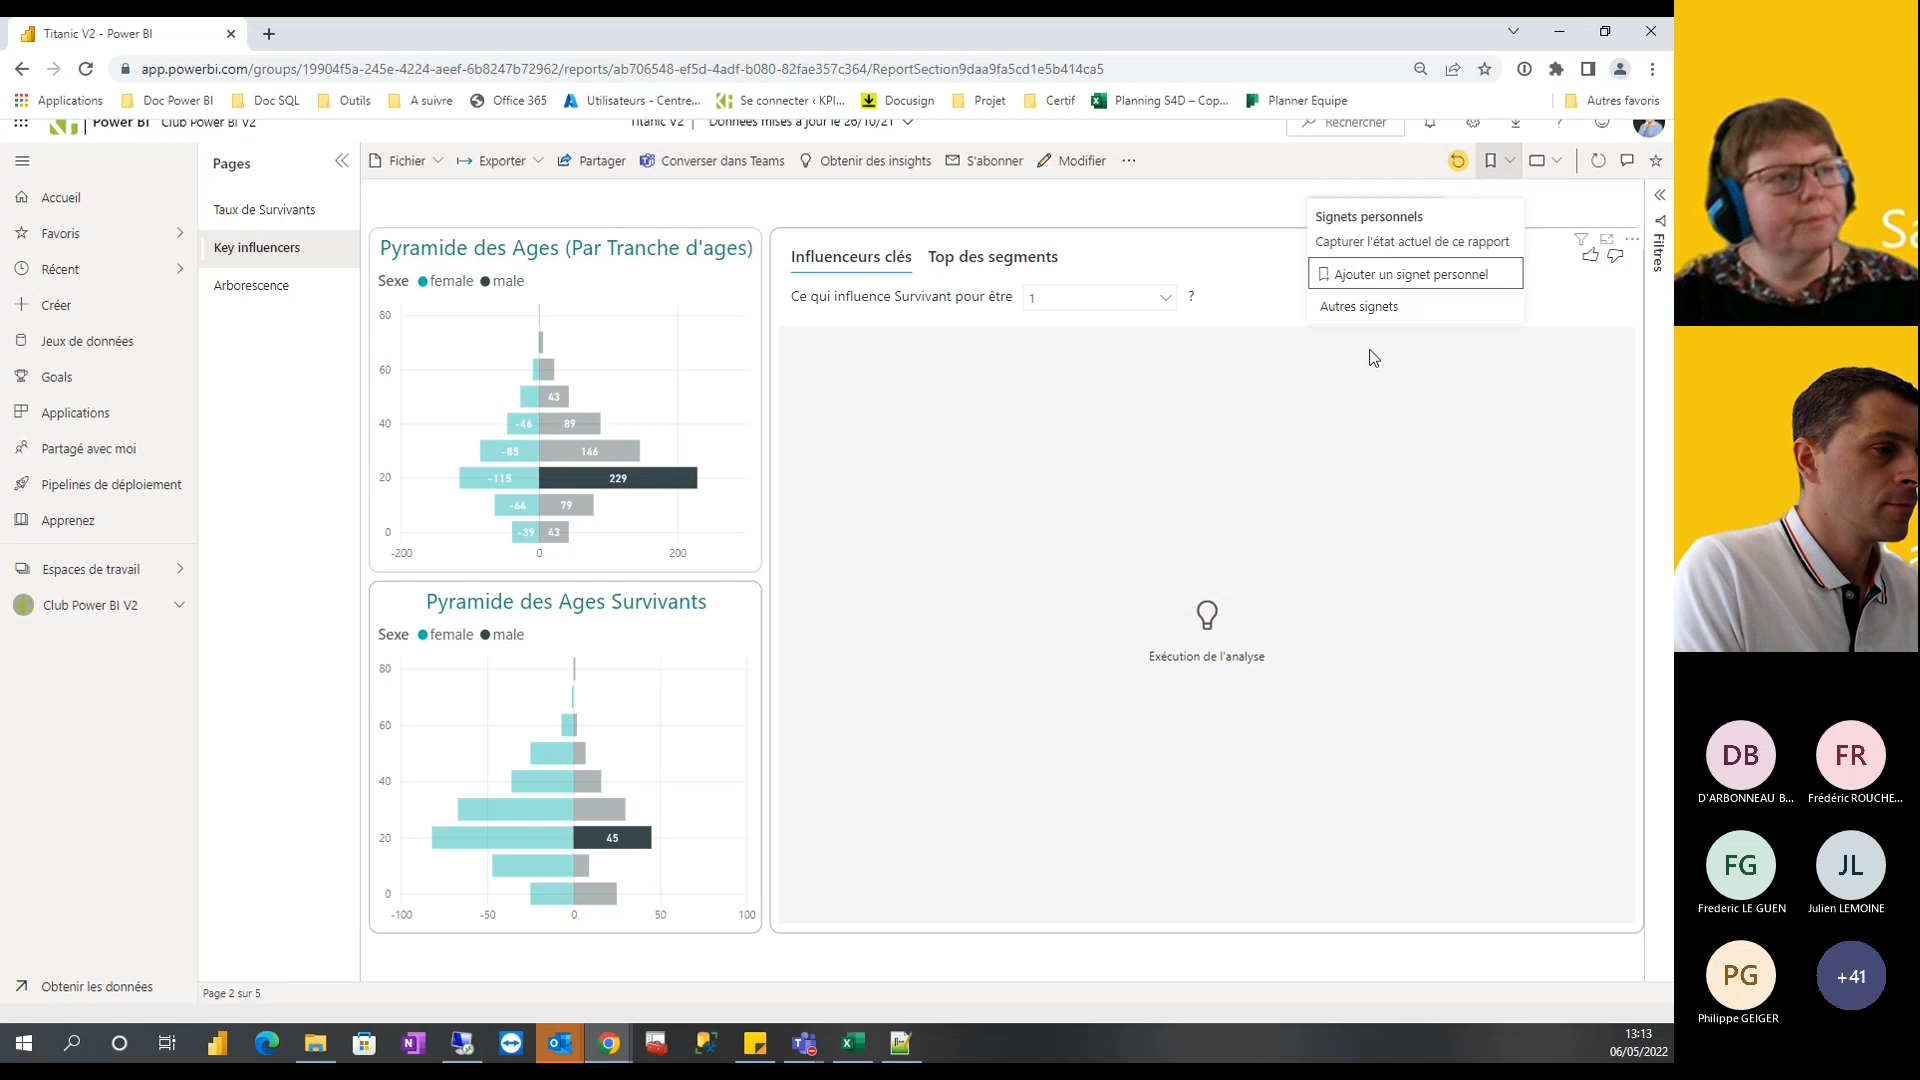 Titanic V2 - Power BI
app.powerbi.com/groups/19904f5a-245e-4224-aeef-6b8247b72962/reports/ab706548-ef5d-4adf-b080-82fae357c364/ReportSection9daa9fa5cd1e5b414ca5
Applications Doc Power BI Doc SQL Outils A suivre Office 365 Utilisateurs - Centre... Se connecter ‹ KPI... Docusign Projet Certif Planning S4D – Cop... Planner Equipe Autres favoris
Power BI Club Power BI V2 Titanic V2 | Données mises à jour le 26/10/21 Rechercher
Pages
Fichier Exporter Partager Converser dans Teams Obtenir des insights S'abonner Modifier ...
Accueil
Favoris
Récent
Créer
Jeux de données
Goals
Applications
Partagé avec moi
Pipelines de déploiement
Apprenez
Espaces de travail
Club Power BI V2
Obtenir les données
Taux de Survivants
Key influencers
Arborescence
Pyramide des Ages (Par Tranche d'ages)
Sexe female male
80
60
43
40 -46 89
-85 146
20 -115 229
-64 79
0 -39 43
-200 0 200
Pyramide des Ages Survivants
Sexe female male
80
60
40
20 45
0
-100 -50 0 50 100
Influenceurs clés Top des segments
Ce qui influence Survivant pour être 1 ?
Exécution de l'analyse
Signets personnels
Capturer l'état actuel de ce rapport
Ajouter un signet personnel
Autres signets
Filtres
Page 2 sur 5
13:13
06/05/2022
DB FR
D'ARBONNEAU B... Frédéric ROUCHE...
FG JL
Frederic LE GUEN Julien LEMOINE
PG +41
Philippe GEIGER